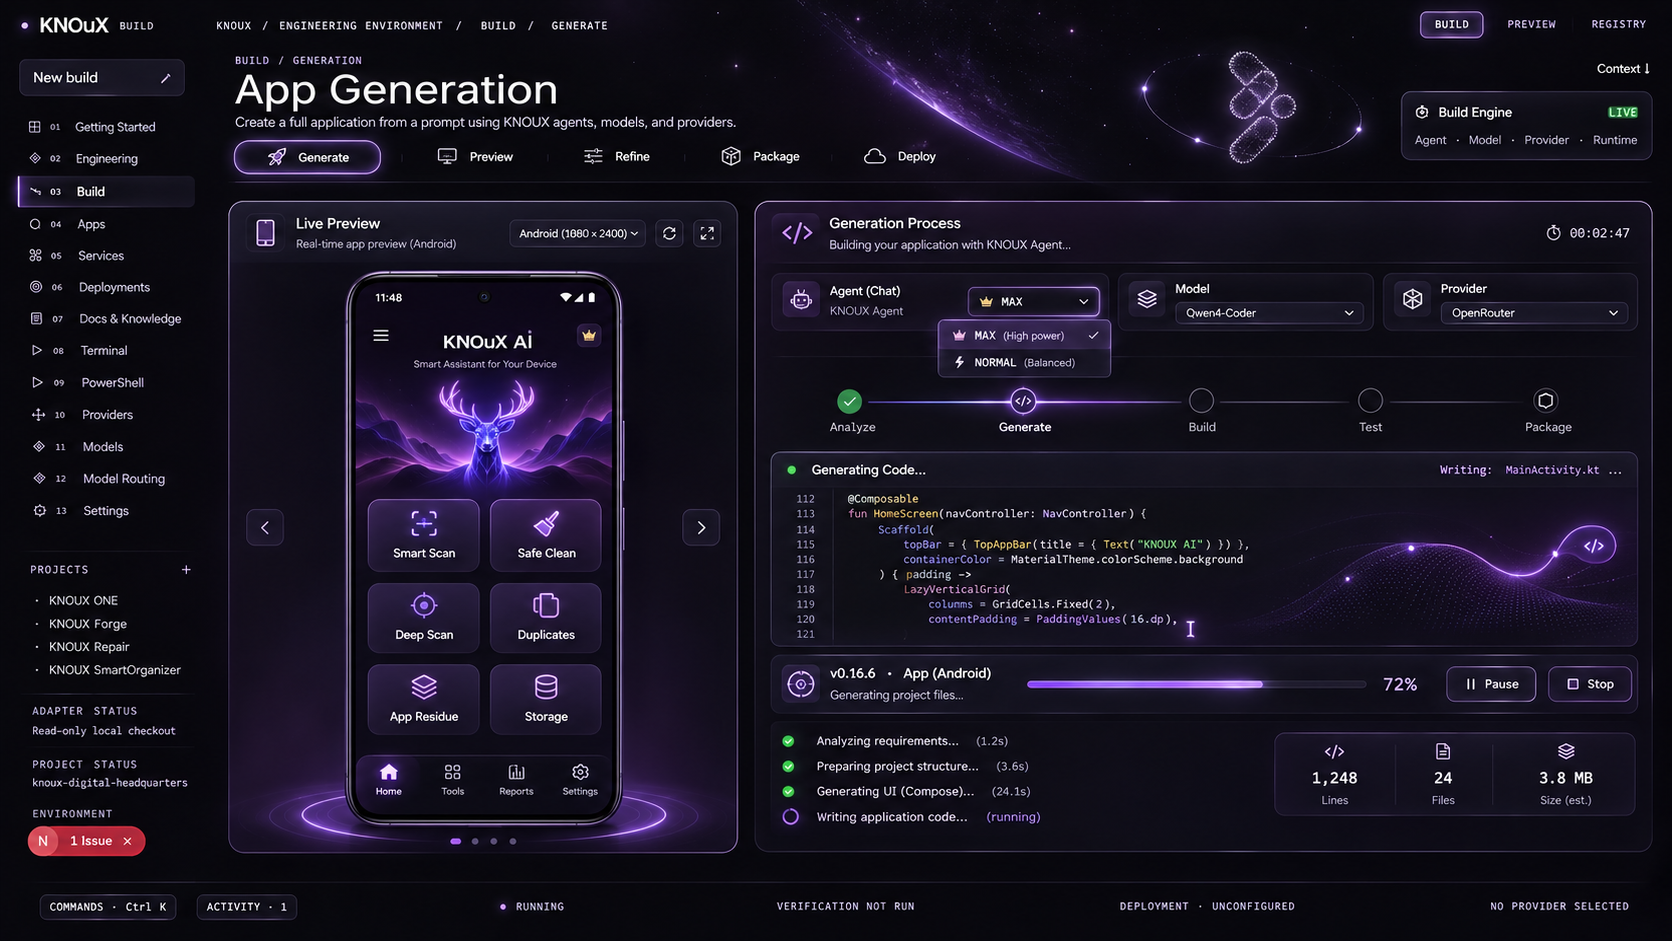 KNOuX BUILD
KNOUX / ENGINEERING ENVIRONMENT / BUILD / GENERATE
BUILD PREVIEW REGISTRY
New build
01 Getting Started
02 Engineering
03 Build
04 Apps
05 Services
06 Deployments
07 Docs & Knowledge
08 Terminal
09 PowerShell
10 Providers
11 Models
12 Model Routing
13 Settings
PROJECTS +
· KNOUX ONE
· KNOUX Forge
· KNOUX Repair
· KNOUX SmartOrganizer
ADAPTER STATUS
Read-only local checkout
PROJECT STATUS
knoux-digital-headquarters
ENVIRONMENT
N 1 Issue ×
BUILD / GENERATION
App Generation
Create a full application from a prompt using KNOUX agents, models, and providers.
Generate Preview Refine Package Deploy
Context ↓
Build Engine LIVE
Agent · Model · Provider · Runtime
Live Preview
Real-time app preview (Android)
Android (1080 × 2400)
11:48
KNOuX Ai
Smart Assistant for Your Device
Smart Scan
Safe Clean
Deep Scan
Duplicates
App Residue
Storage
Home Tools Reports Settings
</> Generation Process
Building your application with KNOUX Agent...
00:02:47
Agent (Chat)
KNOUX Agent
MAX
MAX (High power)
NORMAL (Balanced)
Model
Qwen4-Coder
Provider
OpenRouter
</>
Analyze Generate Build Test Package
Generating Code... Writing: MainActivity.kt ...
112 @Composable
113 fun HomeScreen(navController: NavController) {
114 Scaffold(
115 topBar = { TopAppBar(title = { Text("KNOUX AI") }) },
116 containerColor = MaterialTheme.colorScheme.background
117 ) { padding ->
118 LazyVerticalGrid(
119 columns = GridCells.Fixed(2),
120 contentPadding = PaddingValues(16.dp),
121
</>
v0.16.6 • App (Android)
Generating project files...
72%
Pause
Stop
Analyzing requirements... (1.2s)
Preparing project structure... (3.6s)
Generating UI (Compose)... (24.1s)
Writing application code... (running)
</>
1,248 24 3.8 MB
Lines Files Size (est.)
COMMANDS · Ctrl K ACTIVITY · 1 RUNNING VERIFICATION NOT RUN DEPLOYMENT · UNCONFIGURED NO PROVIDER SELECTED